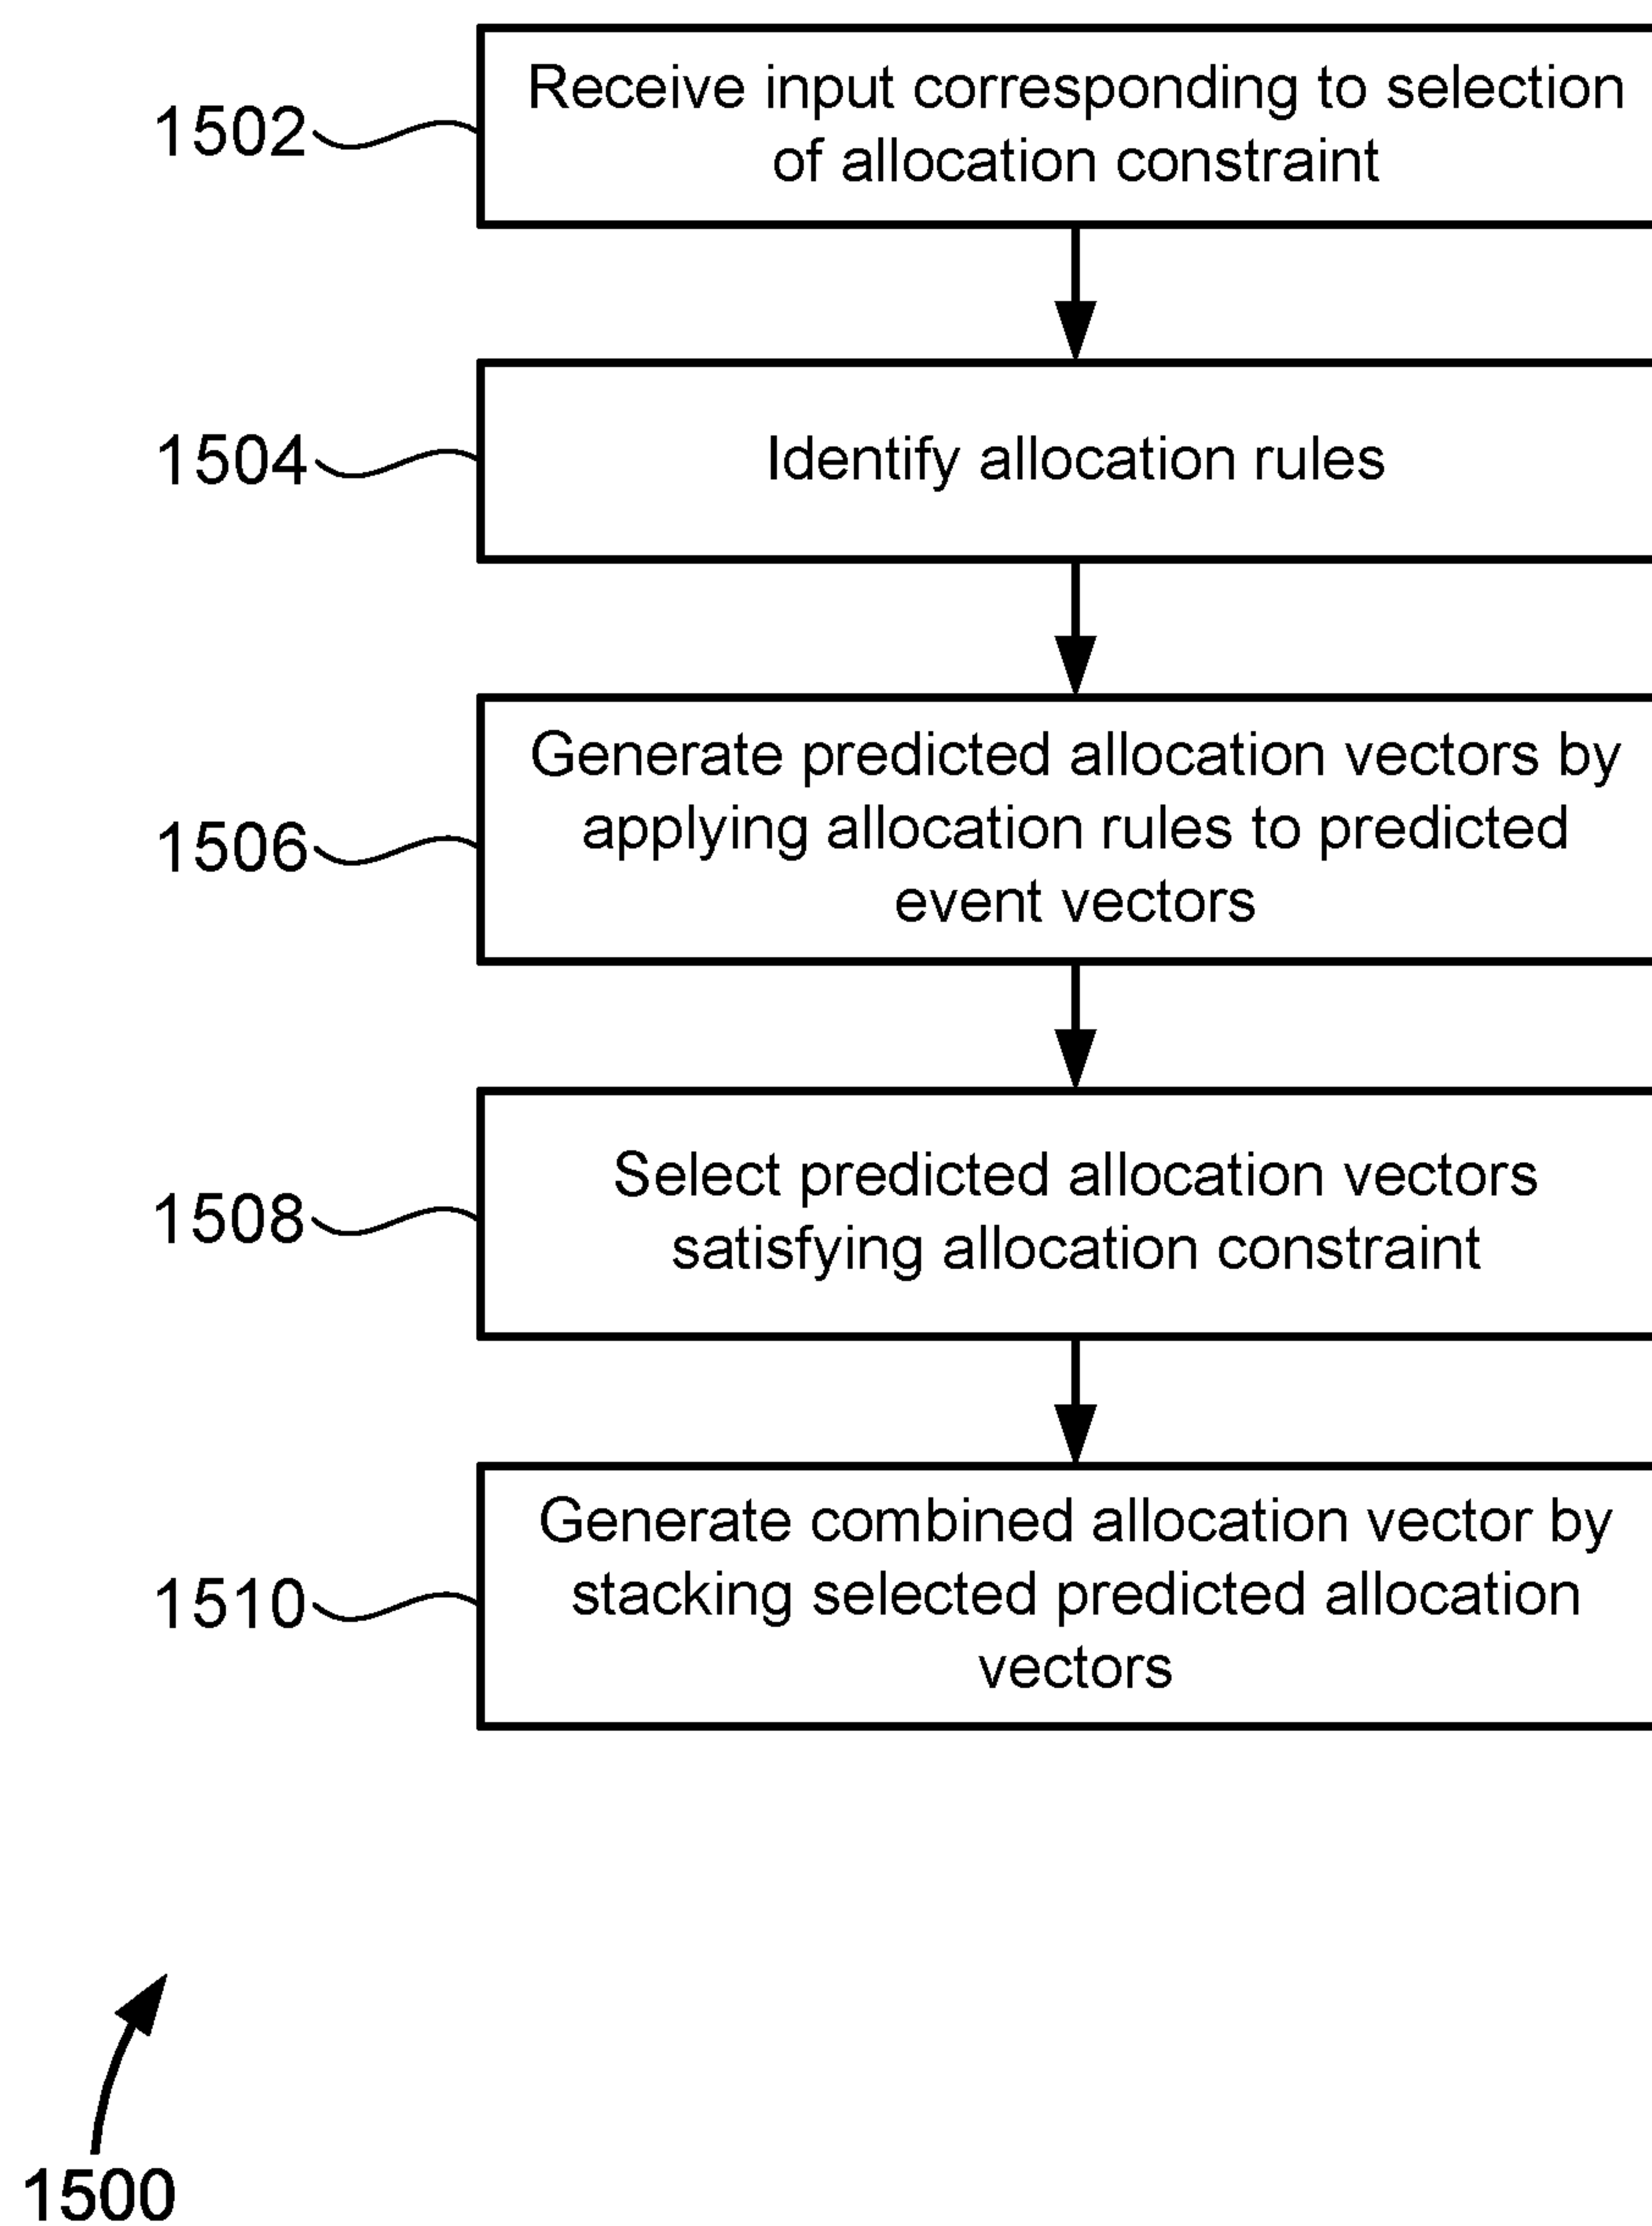 1502
Receive input corresponding to selection
of allocation constraint
1504
Identify allocation rules
1506
Generate predicted allocation vectors by
applying allocation rules to predicted
event vectors
1508
Select predicted allocation vectors
satisfying allocation constraint
1510
Generate combined allocation vector by
stacking selected predicted allocation
vectors
1500